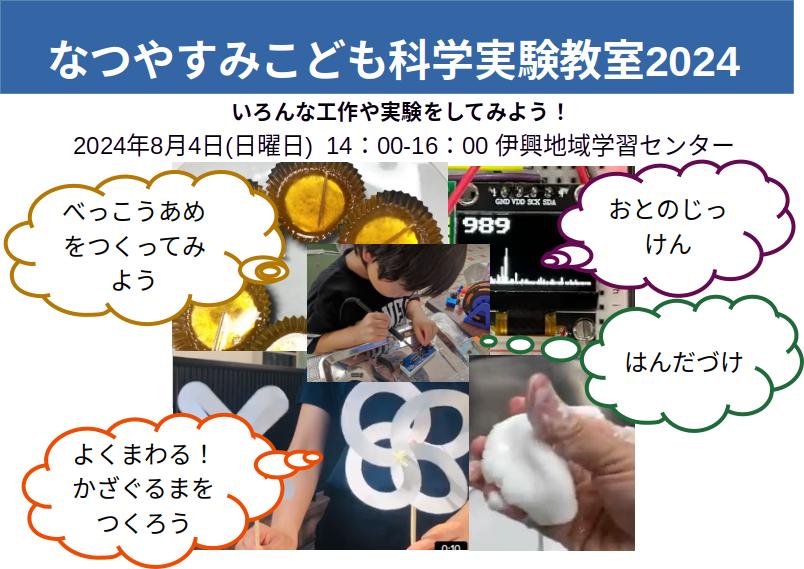 なつやすみこども科学実験教室2024
いろんな工作や実験をしてみよう！
2024年8月4日(日曜日)  14：00-16：00 伊興地域学習センター
べっこうあめ
をつくってみ
よう
おとのじっ
けん
GND VDD SCK SDA
989
はんだづけ
よくまわる！
かざぐるまを
つくろう
0:10